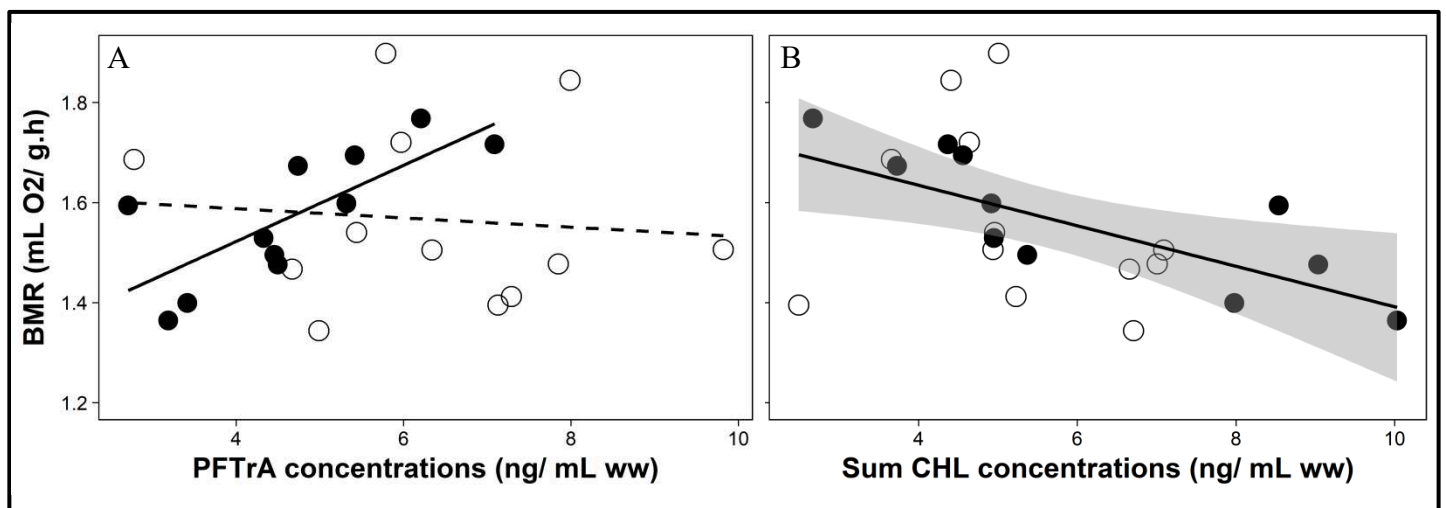 A
B
1.8
1.6
1.4
1.2
BMR (mL O2/ g.h)
4 6 8 10
4 6 8 10
PFTrA concentrations (ng/ mL ww)
Sum CHL concentrations (ng/ mL ww)